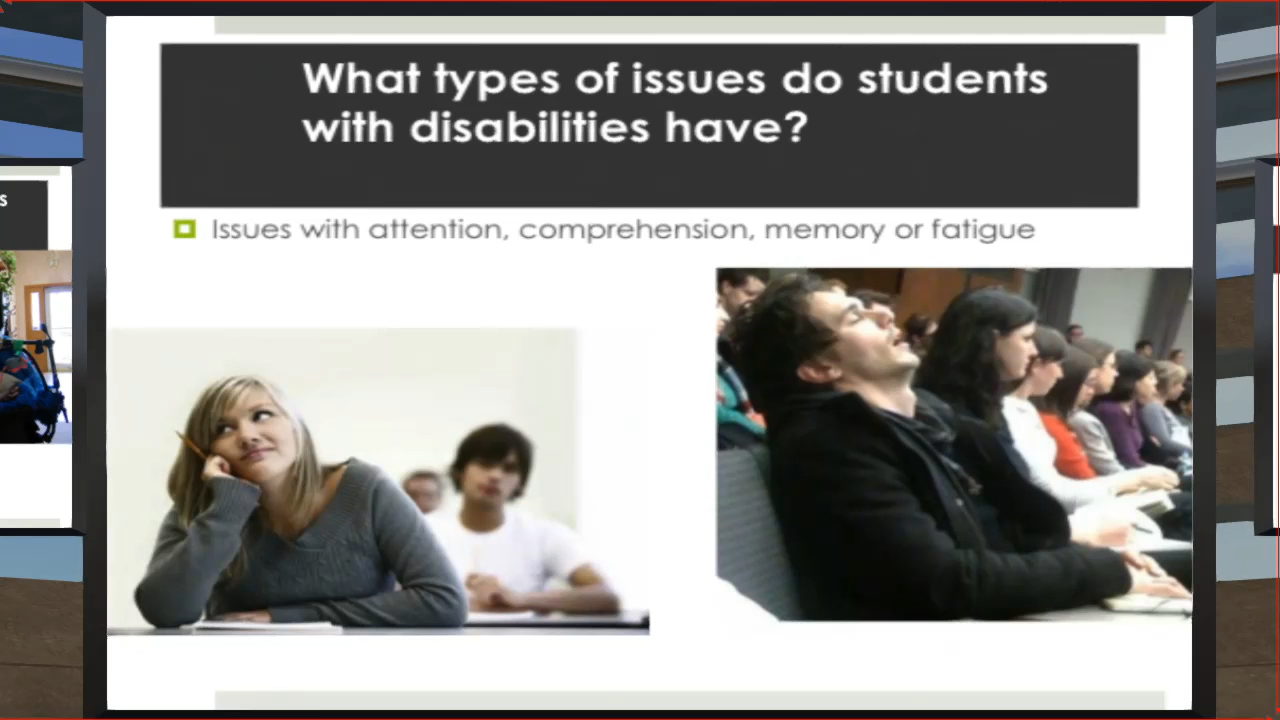 What types of issues do students
with disabilities have?
Issues with attention, comprehension, memory or fatigue